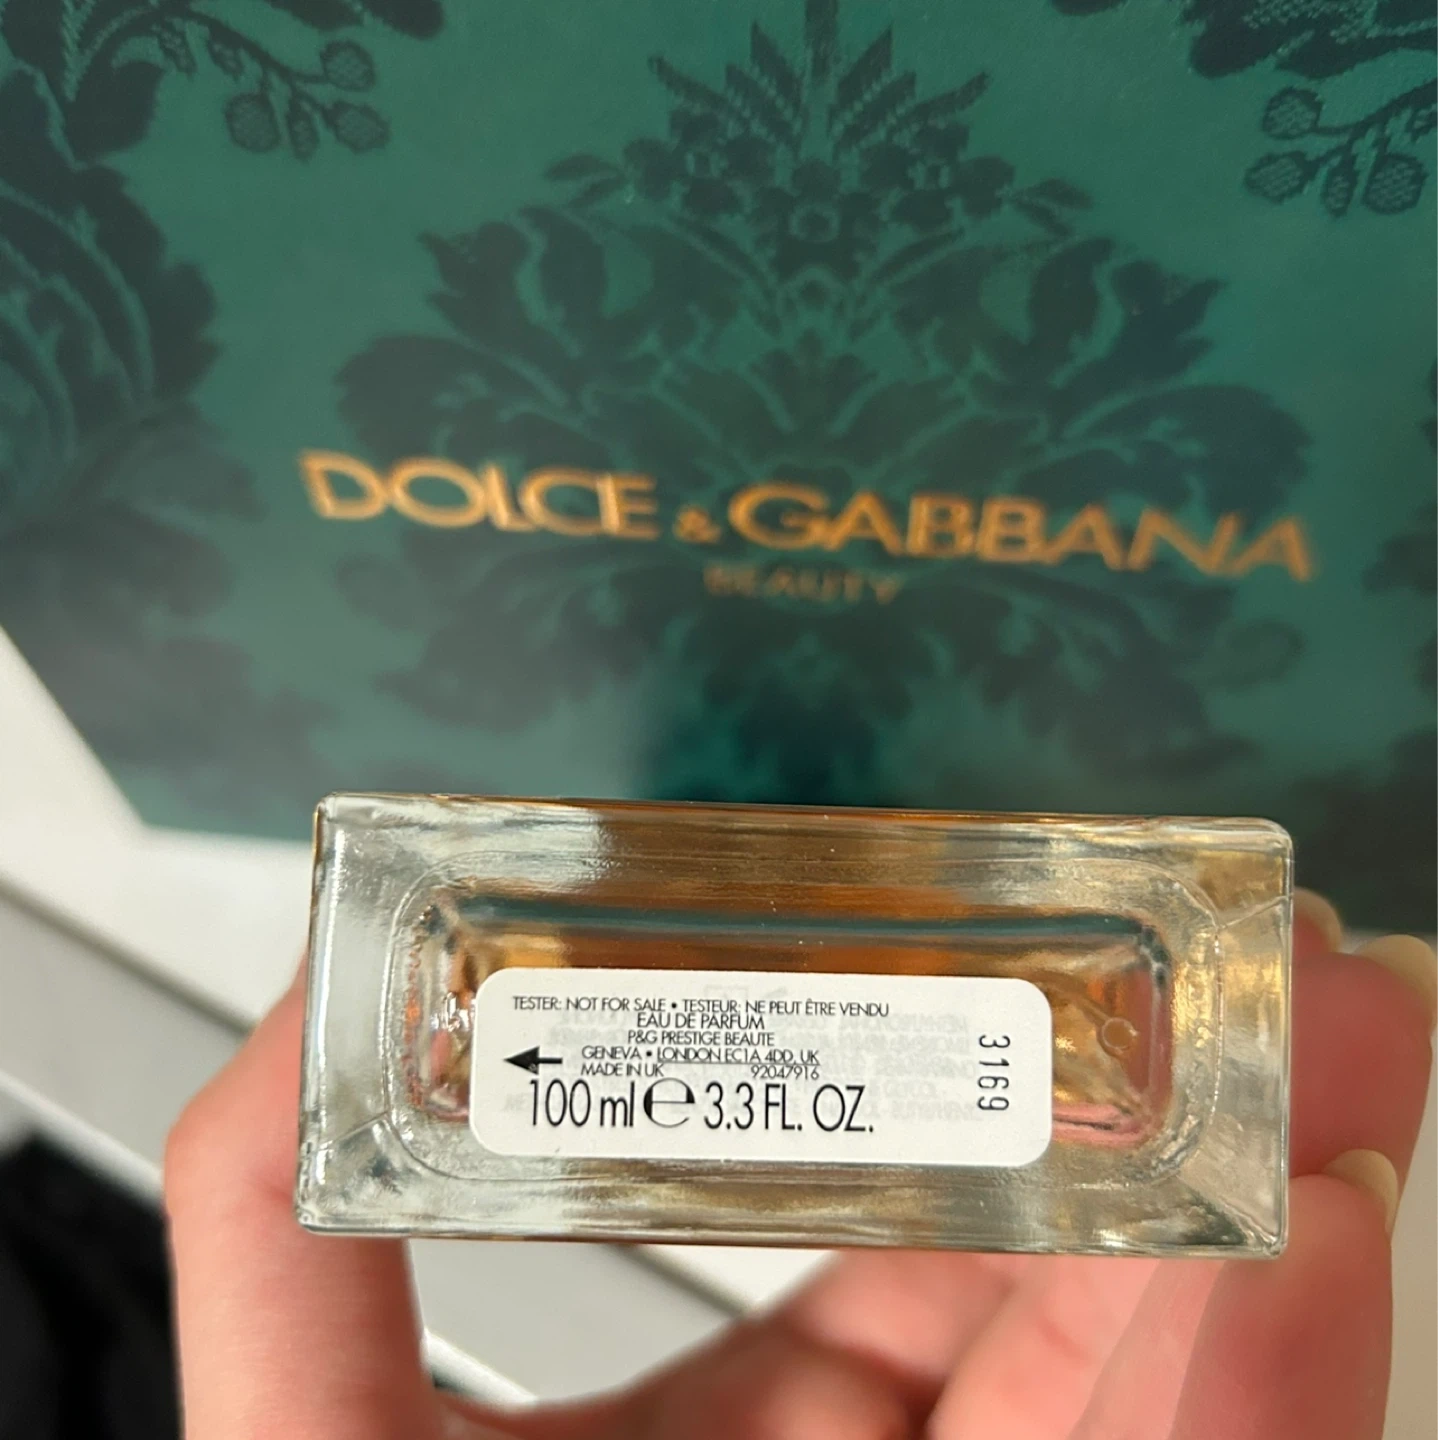 DOLCE & GABBANA
BEAUTY
TESTER: NOT FOR SALE • TESTEUR: NE PEUT ÊTRE VENDU
EAU DE PARFUM
P&G PRESTIGE BEAUTE
GENEVA • LONDON EC1A 4DD, UK
MADE IN UK 92047916
100 ml e 3.3 FL. OZ.
3169